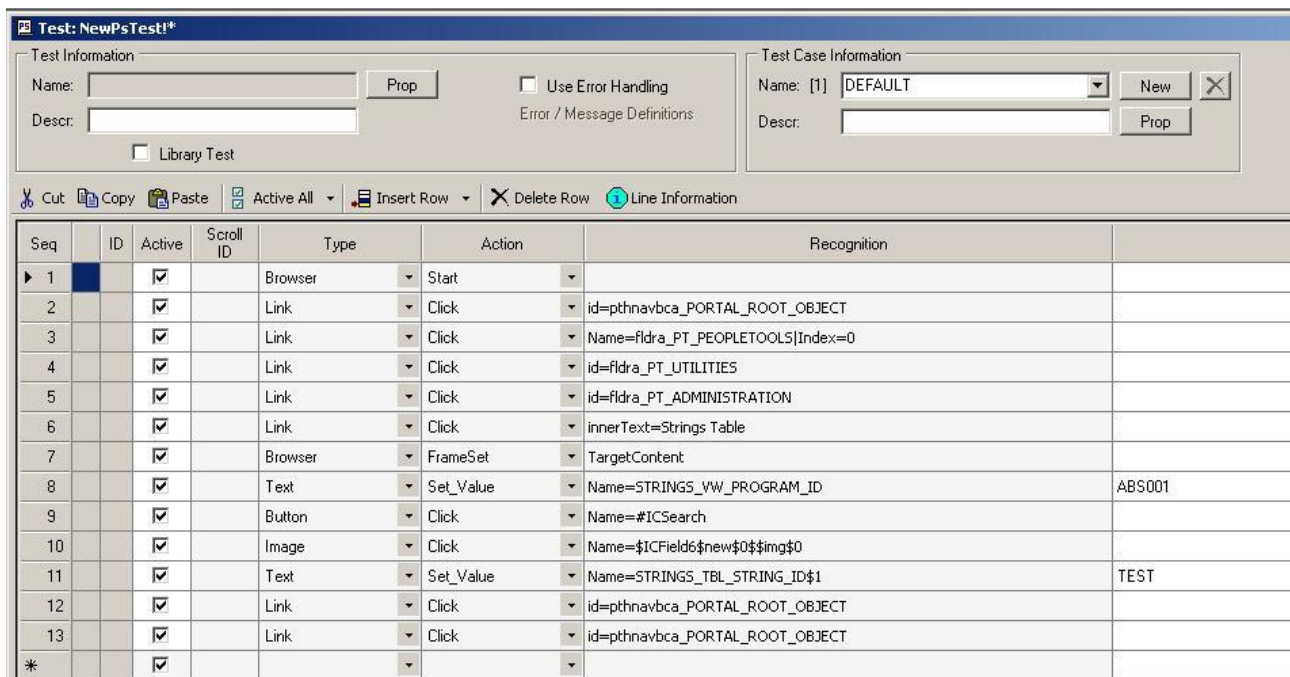 PS Test: NewPsTest!*
Test Information
Name: Prop Use Error Handling
Descr: Error / Message Definitions
Library Test
Test Case Information
Name: [1] DEFAULT New
Descr: Prop
Cut Copy Paste Active All Insert Row Delete Row Line Information
Seq ID Active Scroll ID Type Action Recognition
1 Browser Start
2 Link Click id=pthnavbca_PORTAL_ROOT_OBJECT
3 Link Click Name=fldra_PT_PEOPLETOOLS|Index=0
4 Link Click id=fldra_PT_UTILITIES
5 Link Click id=fldra_PT_ADMINISTRATION
6 Link Click innerText=Strings Table
7 Browser FrameSet TargetContent
8 Text Set_Value Name=STRINGS_VW_PROGRAM_ID ABS001
9 Button Click Name=#ICSearch
10 Image Click Name=$ICField6$new$0$$img$0
11 Text Set_Value Name=STRINGS_TBL_STRING_ID$1 TEST
12 Link Click id=pthnavbca_PORTAL_ROOT_OBJECT
13 Link Click id=pthnavbca_PORTAL_ROOT_OBJECT
*